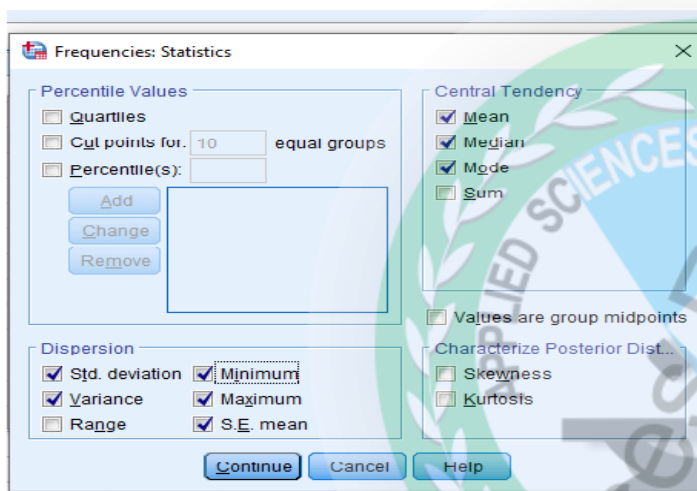 Frequencies: Statistics
Percentile Values
Quartiles
Cut points for: 10 equal groups
Percentile(s):
Add
Change
Remove
Central Tendency
Mean
Median
Mode
Sum
Values are group midpoints
Dispersion
Std. deviation
Minimum
Variance
Maximum
Range
S.E. mean
Characterize Posterior Dist...
Skewness
Kurtosis
Continue
Cancel
Help
APPLIED SCIENCES